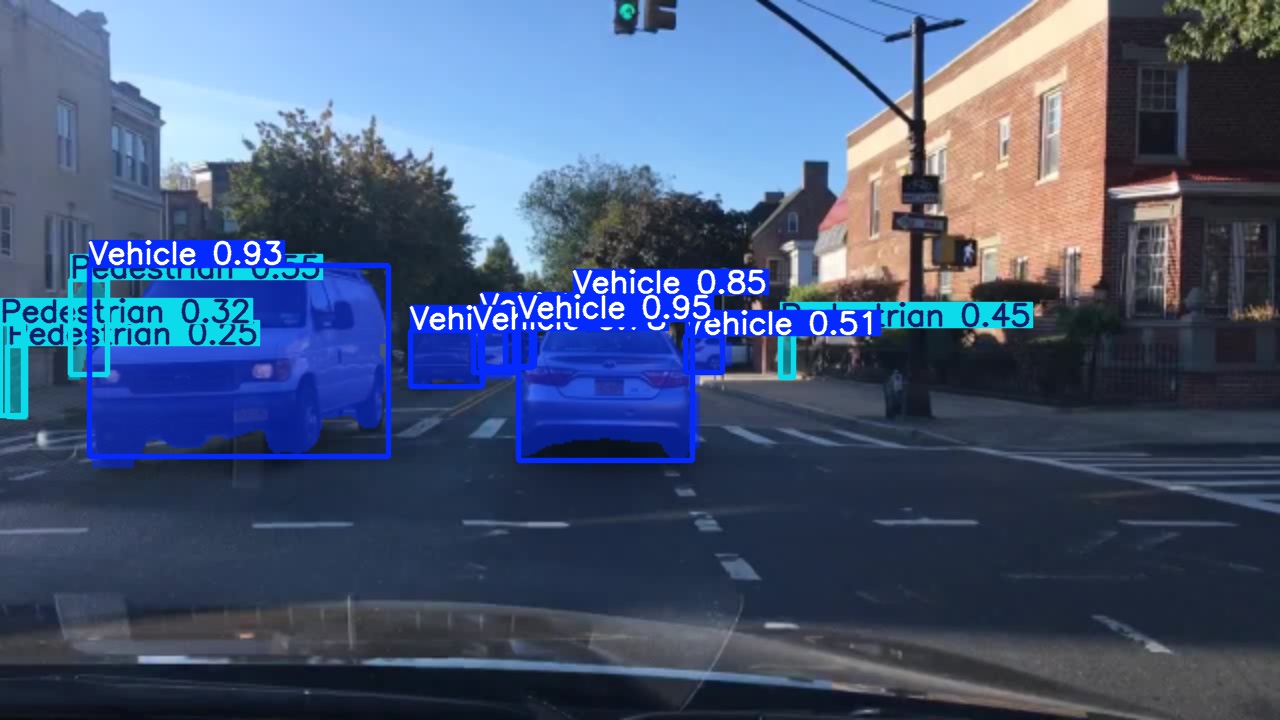 Vehicle 0.93
Pedestrian 0.55
Vehicle 0.85
Vehicle 0.95
Pedestrian 0.32
Pedestrian 0.45
Vehicle 0.51
Pedestrian 0.25